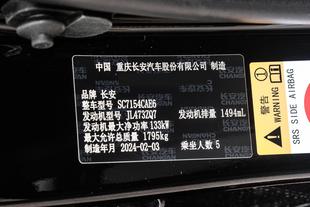 中国 重庆长安汽车股份有限公司 制造
品牌 长安
整车型号 SC7154CAE6
发动机型号 JL473ZQ7 发动机排量 1494mL
发动机最大净功率 133kW
最大允许总质量 1795kg
制造年月 2024-02-03 乘坐人数 5
警告
SRS SIDE AIRBAG